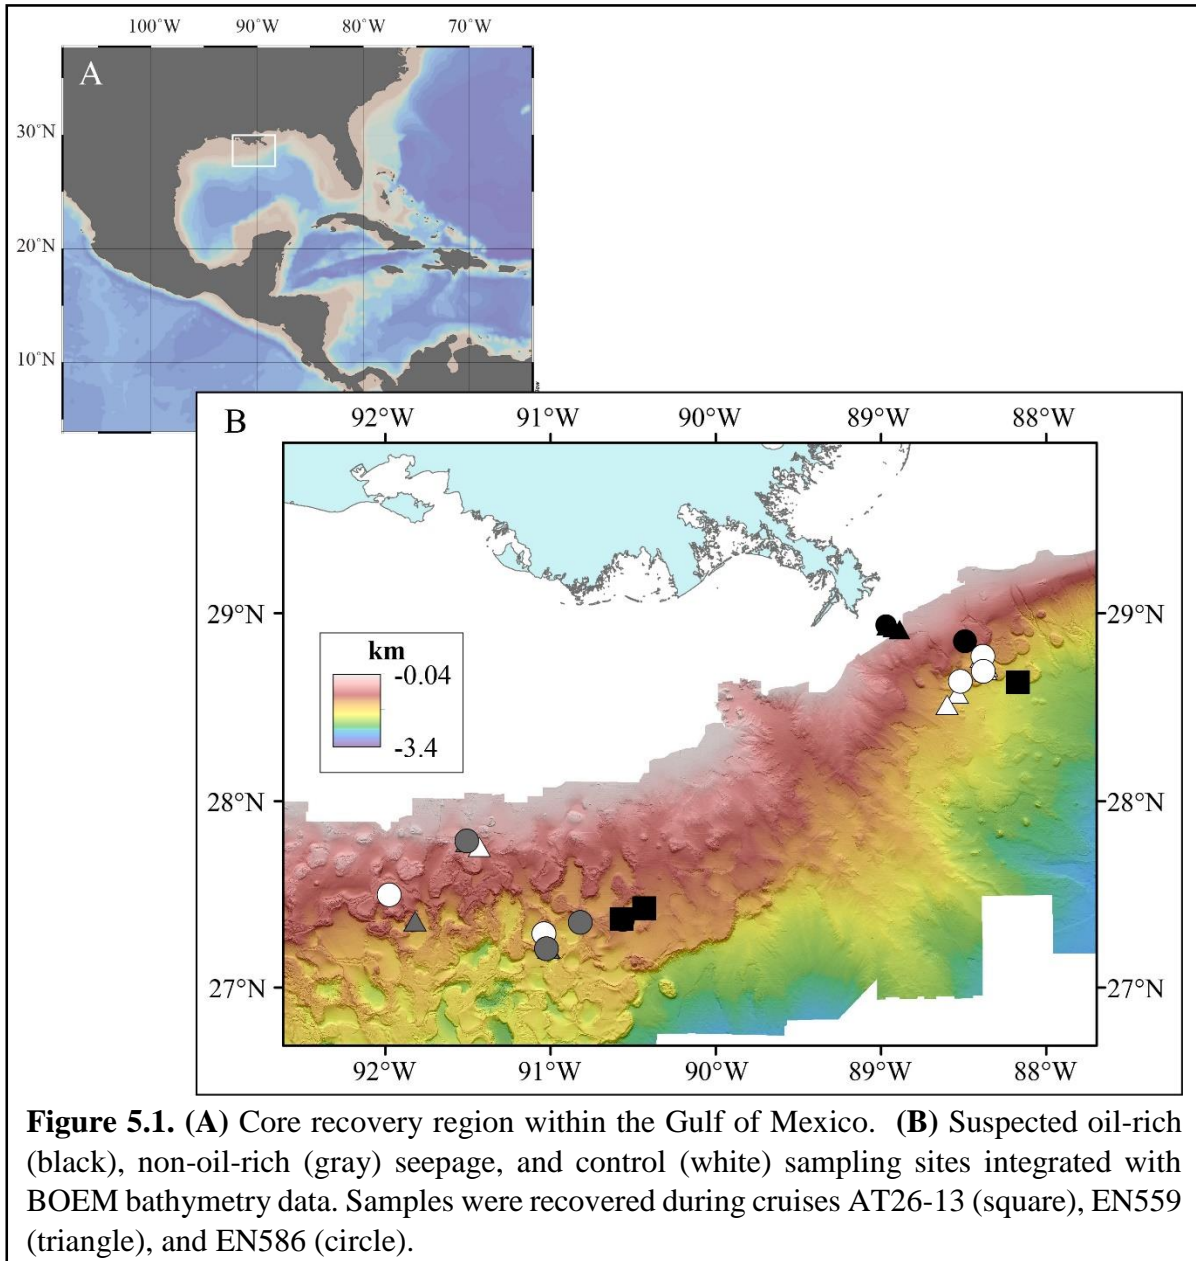 100°W 90°W 80°W 70°W
A
30°N
20°N
10°N
B
92°W 91°W 90°W 89°W 88°W
29°N 29°N
km
-0.04
-3.4
28°N 28°N
27°N 27°N
92°W 91°W 90°W 89°W 88°W
Figure 5.1. (A) Core recovery region within the Gulf of Mexico. (B) Suspected oil-rich
(black), non-oil-rich (gray) seepage, and control (white) sampling sites integrated with
BOEM bathymetry data. Samples were recovered during cruises AT26-13 (square), EN559
(triangle), and EN586 (circle).